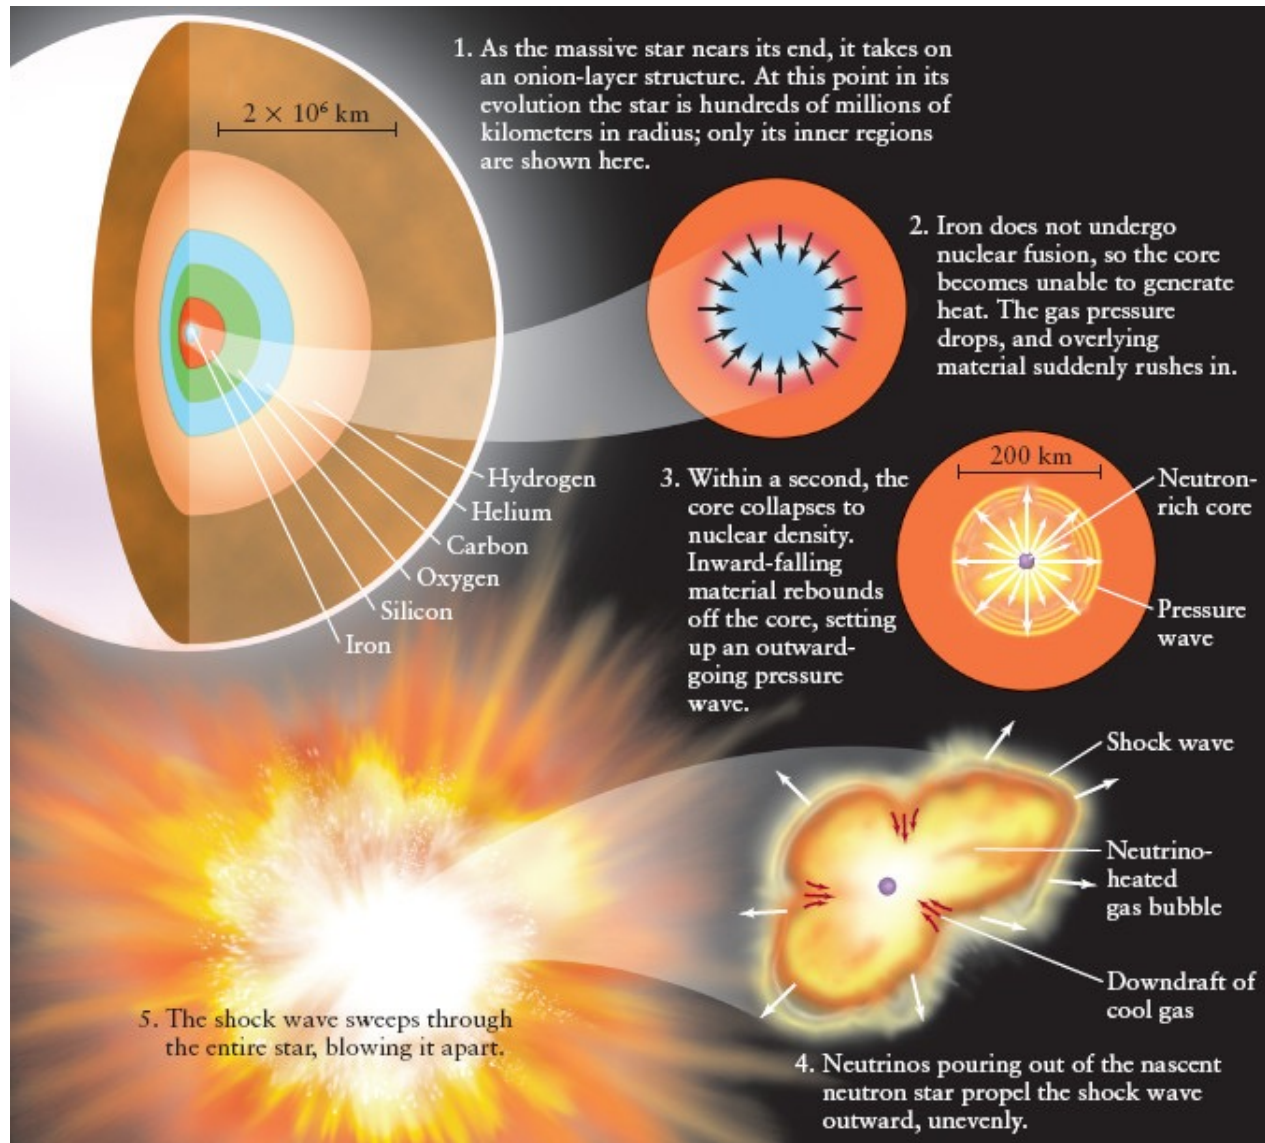 1. As the massive star nears its end, it takes on
an onion-layer structure. At this point in its
evolution the star is hundreds of millions of
kilometers in radius; only its inner regions
are shown here.
2 × 10⁶ km
Hydrogen
Helium
Carbon
Oxygen
Silicon
Iron
2. Iron does not undergo
nuclear fusion, so the core
becomes unable to generate
heat. The gas pressure
drops, and overlying
material suddenly rushes in.
3. Within a second, the
core collapses to
nuclear density.
Inward-falling
material rebounds
off the core, setting
up an outward-
going pressure
wave.
200 km
Neutron-
rich core
Pressure
wave
Shock wave
Neutrino-
heated
gas bubble
Downdraft of
cool gas
4. Neutrinos pouring out of the nascent
neutron star propel the shock wave
outward, unevenly.
5. The shock wave sweeps through
the entire star, blowing it apart.